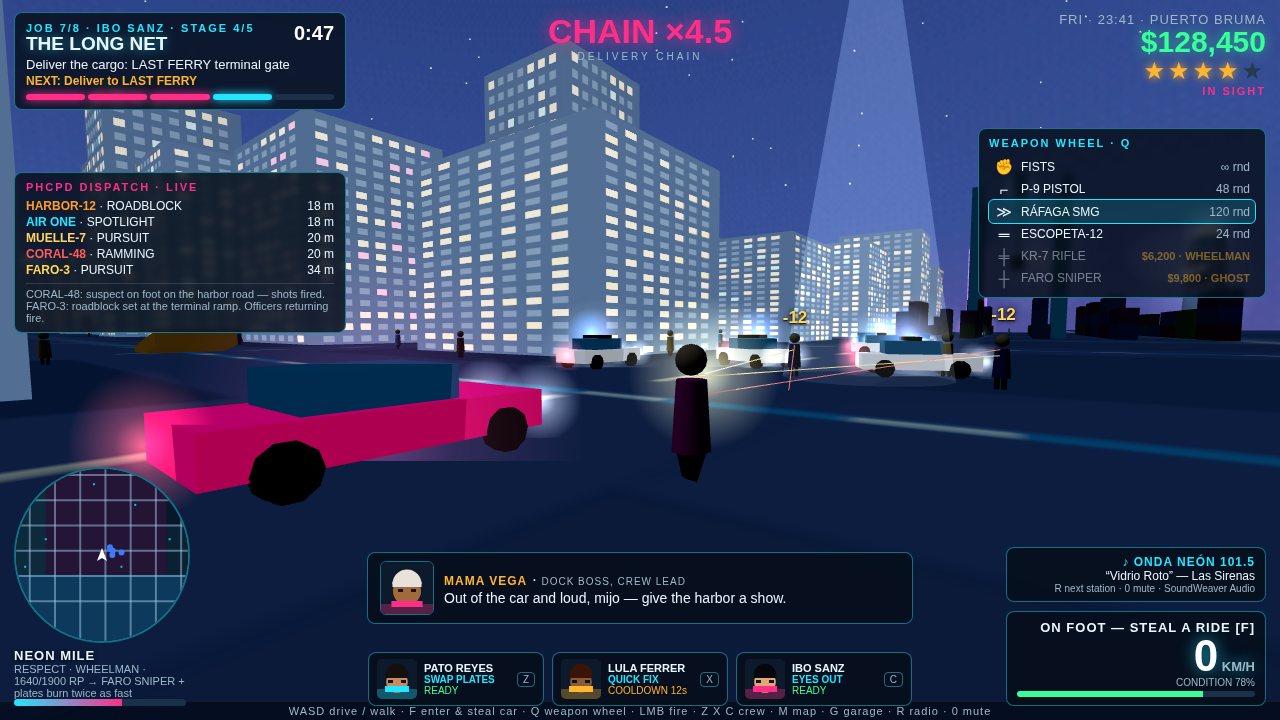 JOB 7/8 · IBO SANZ · STAGE 4/5
0:47
THE LONG NET
Deliver the cargo: LAST FERRY terminal gate
NEXT: Deliver to LAST FERRY
CHAIN ×4.5
DELIVERY CHAIN
FRI · 23:41 · PUERTO BRUMA
$128,450
★★★★★
IN SIGHT
PHCPD DISPATCH · LIVE
HARBOR-12 · ROADBLOCK 18 m
AIR ONE · SPOTLIGHT 18 m
MUELLE-7 · PURSUIT 20 m
CORAL-48 · RAMMING 20 m
FARO-3 · PURSUIT 34 m
CORAL-48: suspect on foot on the harbor road — shots fired.
FARO-3: roadblock set at the terminal ramp. Officers returning
fire.
WEAPON WHEEL · Q
FISTS ∞ rnd
P-9 PISTOL 48 rnd
RÁFAGA SMG 120 rnd
ESCOPETA-12 24 rnd
KR-7 RIFLE $6,200 · WHEELMAN
FARO SNIPER $9,800 · GHOST
-12
-12
MAMA VEGA · DOCK BOSS, CREW LEAD
Out of the car and loud, mijo — give the harbor a show.
PATO REYES
SWAP PLATES
READY
Z
LULA FERRER
QUICK FIX
COOLDOWN 12s
X
IBO SANZ
EYES OUT
READY
C
♪ ONDA NEÓN 101.5
“Vidrio Roto” — Las Sirenas
R next station · 0 mute · SoundWeaver Audio
ON FOOT — STEAL A RIDE [F]
0 KM/H
CONDITION 78%
NEON MILE
RESPECT · WHEELMAN ·
1640/1900 RP → FARO SNIPER +
plates burn twice as fast
WASD drive / walk · F enter & steal car · Q weapon wheel · LMB fire · Z X C crew · M map · G garage · R radio · 0 mute